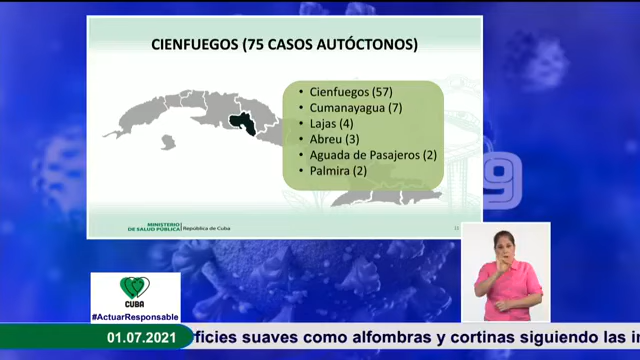 CIENFUEGOS (75 CASOS AUTÓCTONOS)
• Cienfuegos (57)
• Cumanayagua (7)
• Lajas (4)
• Abreu (3)
• Aguada de Pasajeros (2)
• Palmira (2)
MINISTERIO
DE SALUD PÚBLICA
República de Cuba
9
CUBA
#ActuarResponsable
01.07.2021
ficies suaves como alfombras y cortinas siguiendo las